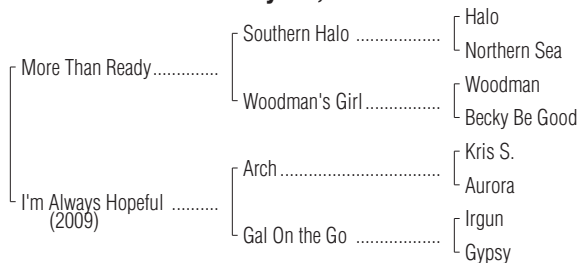 Halo
Southern Halo ..................
Northern Sea
More Than Ready..............
Woodman
Woodman's Girl................
Becky Be Good
Kris S.
Arch..................................
Aurora
I'm Always Hopeful ..........
(2009)
Irgun
Gal On the Go ..................
Gypsy